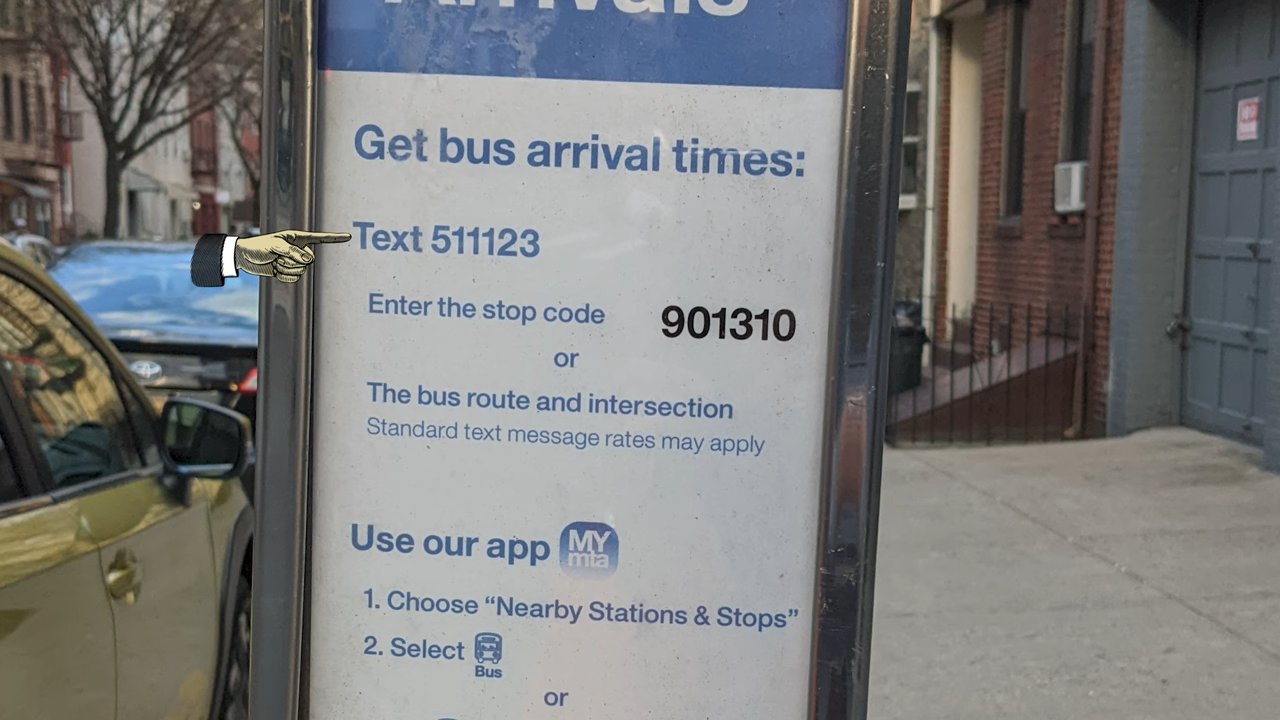 Arrivals
Get bus arrival times:
Text 511123
Enter the stop code 901310
or
The bus route and intersection
Standard text message rates may apply
Use our app MY mta
1. Choose “Nearby Stations & Stops”
2. Select
Bus
or